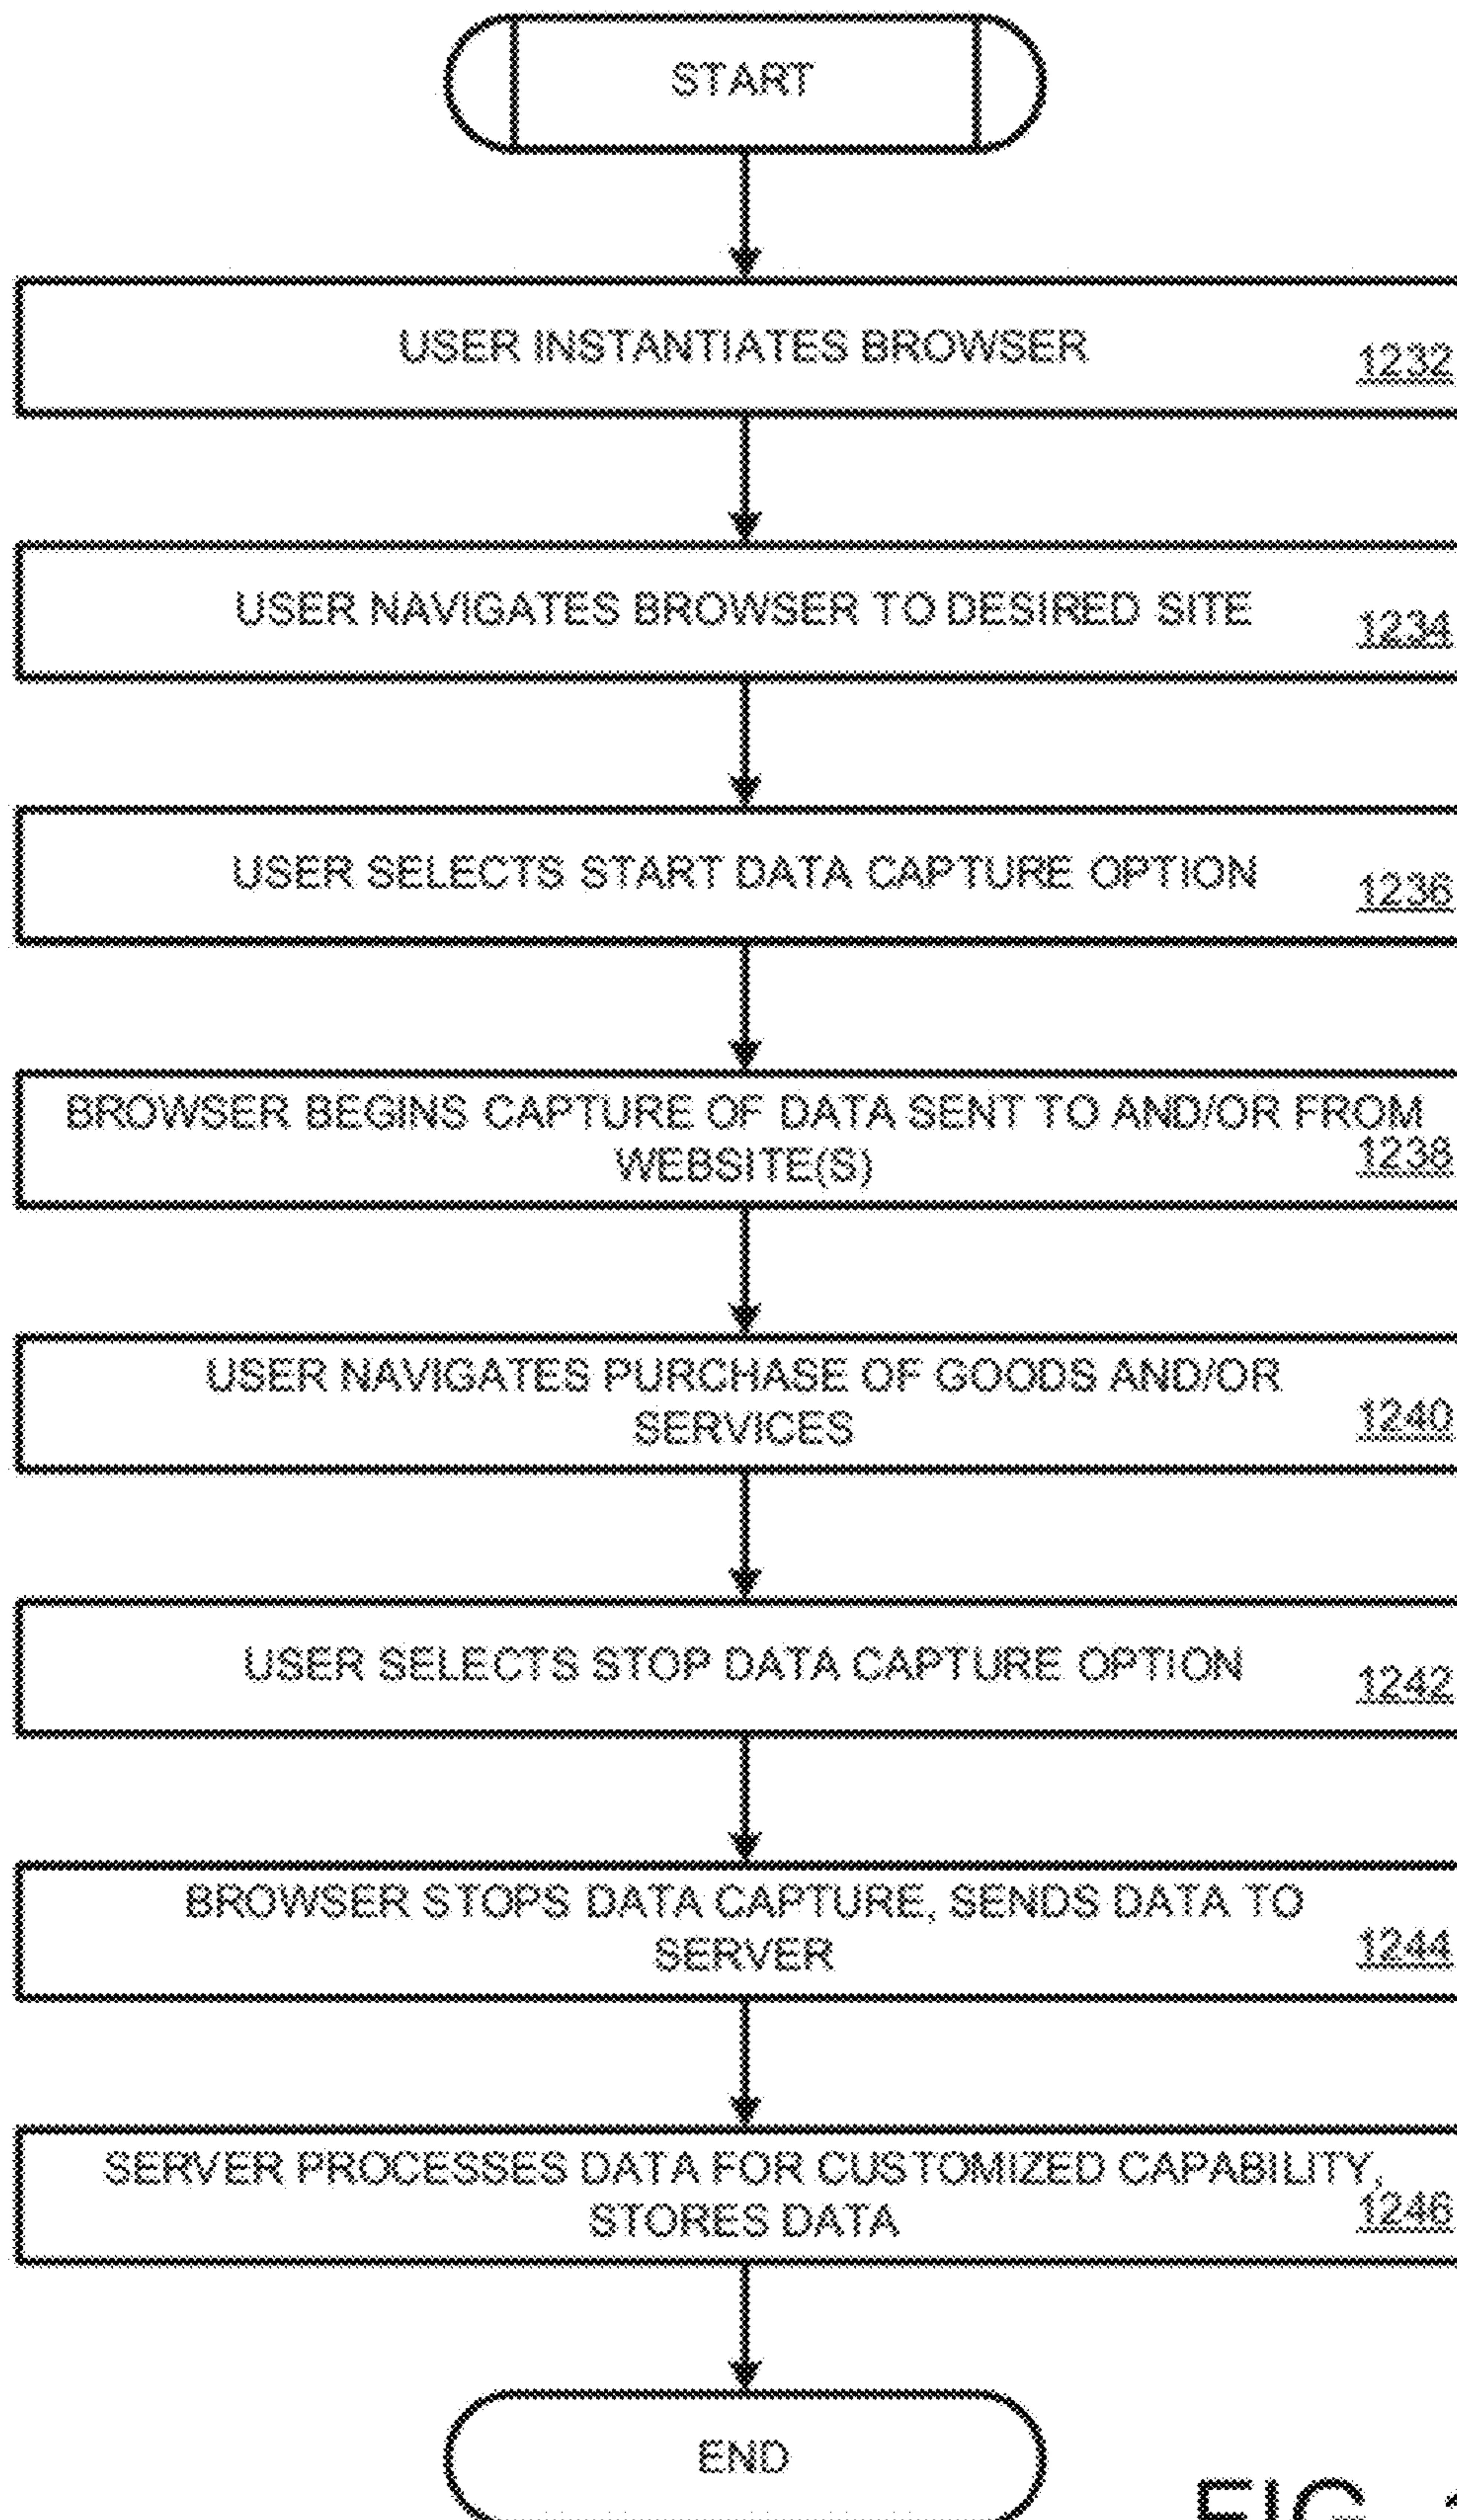 START
USER INSTANTIATES BROWSER
1232
USER NAVIGATES BROWSER TO DESIRED SITE
1234
USER SELECTS START DATA CAPTURE OPTION
1236
BROWSER BEGINS CAPTURE OF DATA SENT TO AND/OR FROM
WEBSITE(S)
1238
USER NAVIGATES PURCHASE OF GOODS AND/OR
SERVICES
1240
USER SELECTS STOP DATA CAPTURE OPTION
1242
BROWSER STOPS DATA CAPTURE, SENDS DATA TO
SERVER
1244
SERVER PROCESSES DATA FOR CUSTOMIZED CAPABILITY,
STORES DATA
1246
END
FIG.